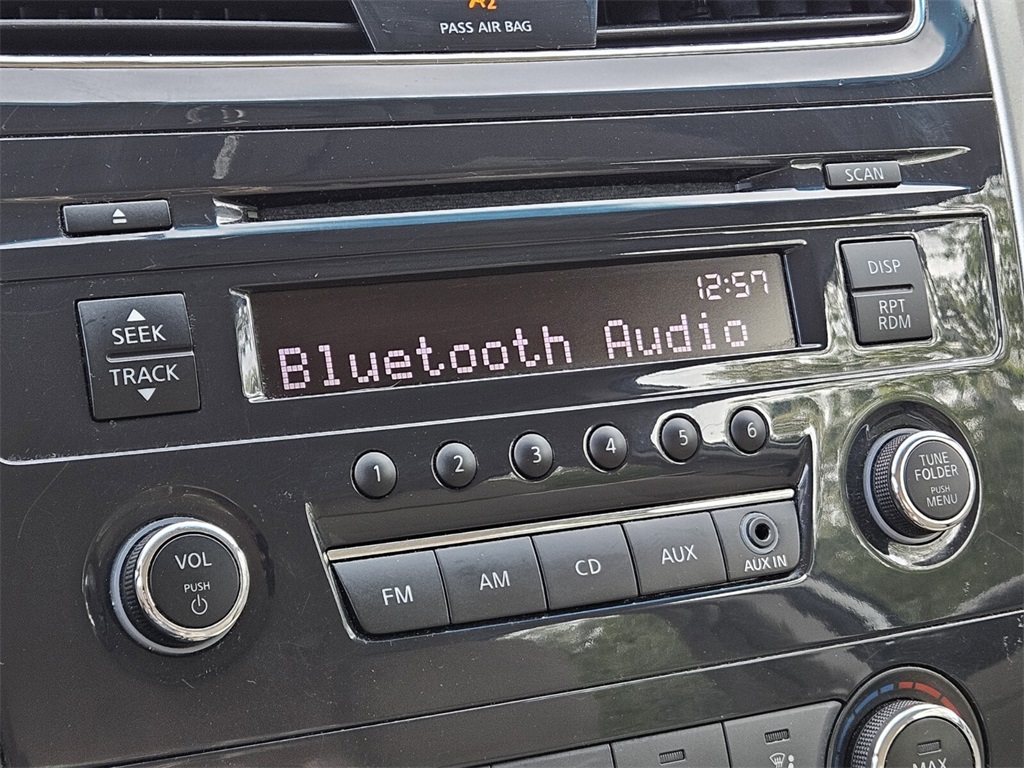 PASS AIR BAG
SCAN
DISP
RPT
RDM
12:57
Bluetooth Audio
SEEK
TRACK
1 2 3 4 5 6
TUNE
FOLDER
PUSH
MENU
VOL
PUSH
FM AM CD AUX AUX IN
MAX